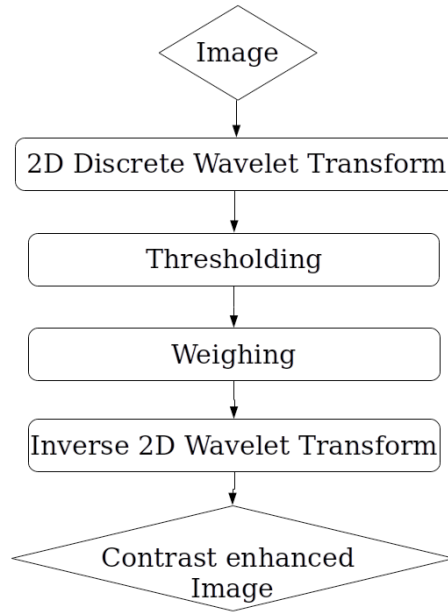 Image
2D Discrete Wavelet Transform
Thresholding
Weighing
Inverse 2D Wavelet Transform
Contrast enhanced
Image